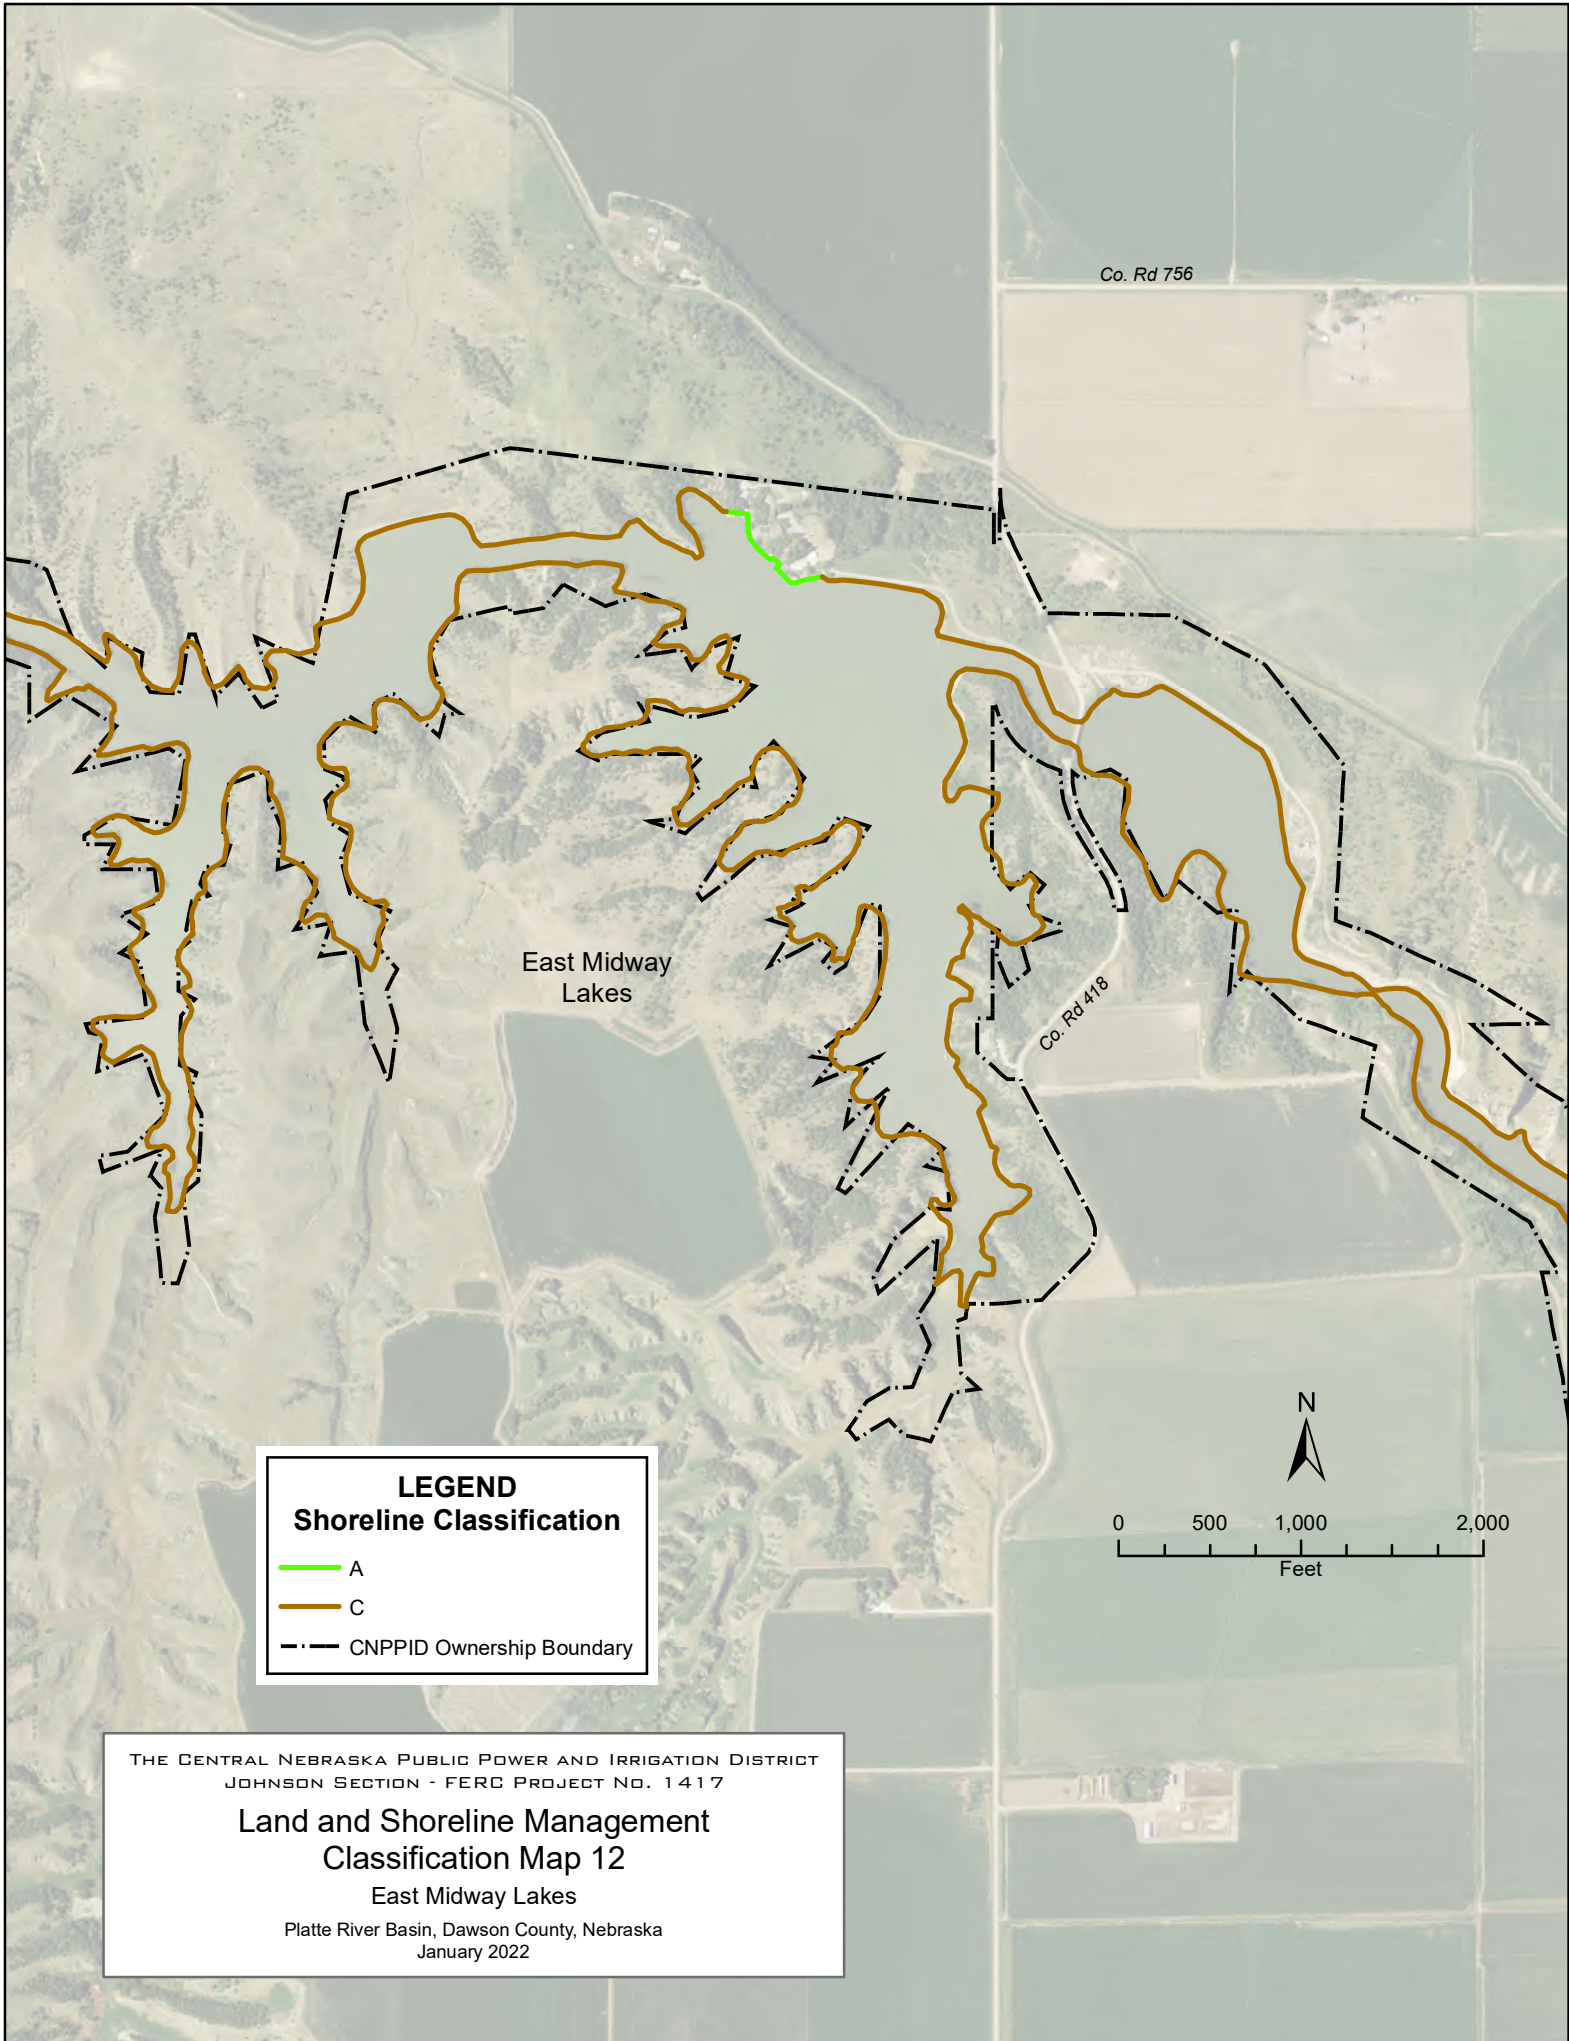 Co. Rd 756
East Midway
Lakes
Co. Rd 418
N
0 500 1,000 2,000
Feet
LEGEND
Shoreline Classification
A
C
CNPPID Ownership Boundary
THE CENTRAL NEBRASKA PUBLIC POWER AND IRRIGATION DISTRICT
JOHNSON SECTION - FERC PROJECT NO. 1417
Land and Shoreline Management
Classification Map 12
East Midway Lakes
Platte River Basin, Dawson County, Nebraska
January 2022